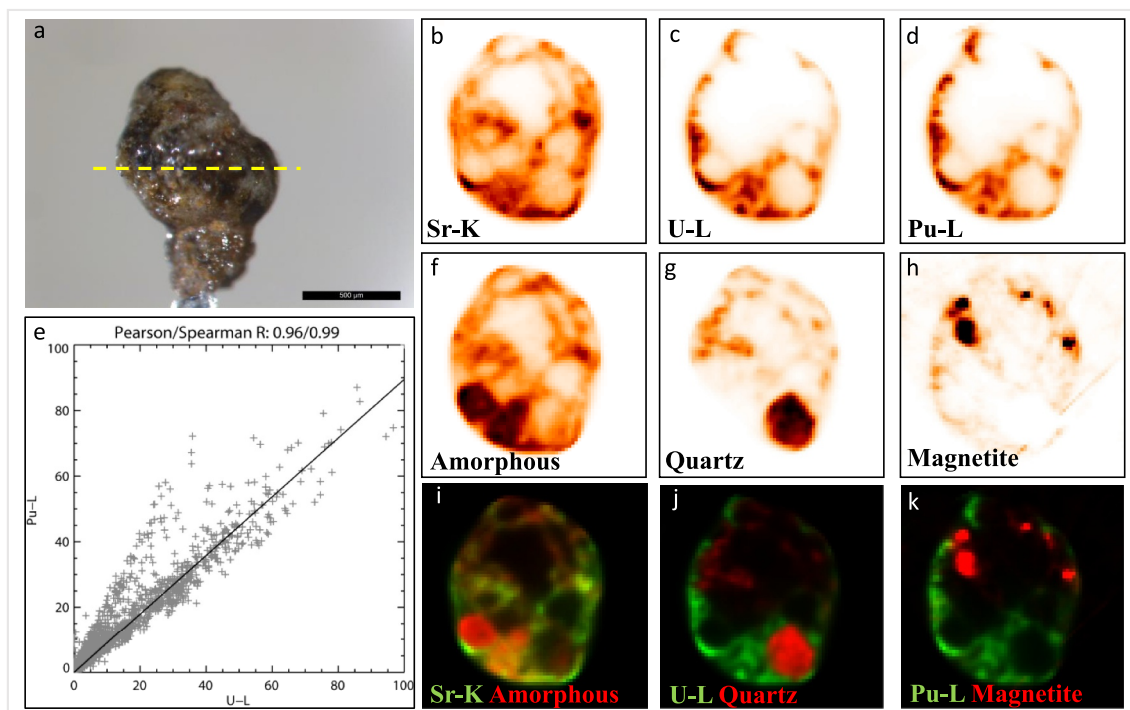 a
500 µm
b
Sr-K
c
U-L
d
Pu-L
e
Pearson/Spearman R: 0.96/0.99
100
80
60
40
20
0
Pu-L
0 20 40 60 80 100
U-L
f
Amorphous
g
Quartz
h
Magnetite
i
Sr-K Amorphous
j
U-L Quartz
k
Pu-L Magnetite